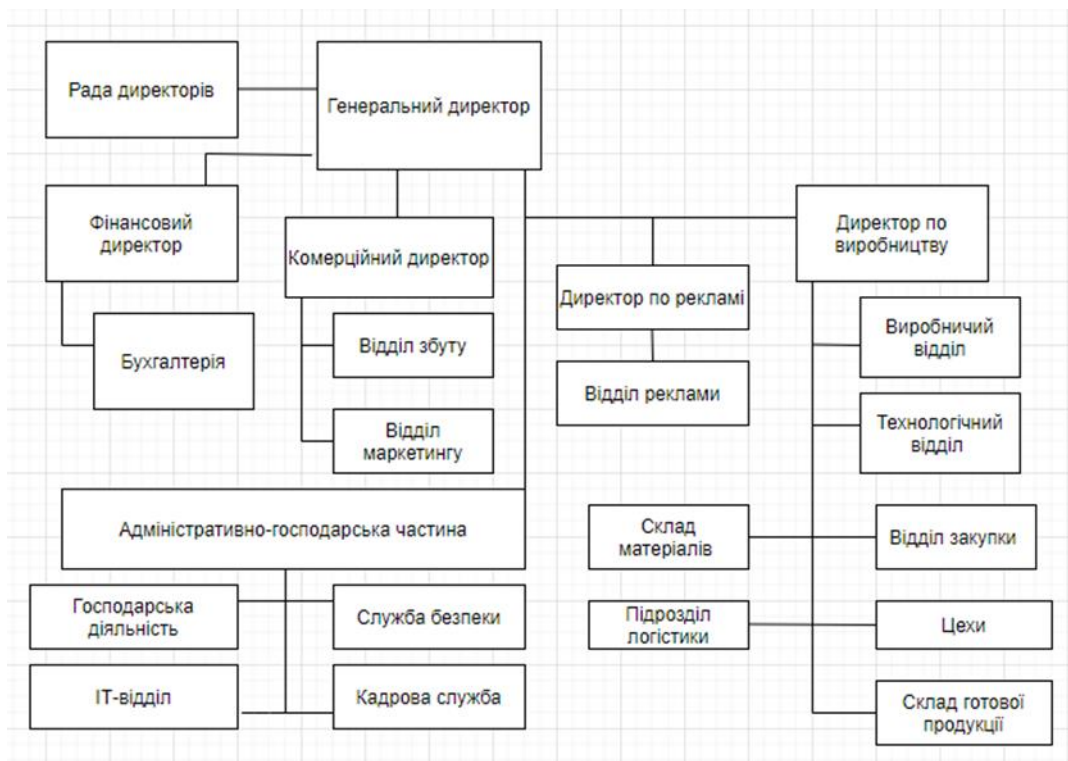 Рада директорів
Генеральний директор
Фінансовий
директор
Комерційний директор
Директор по
виробництву
Директор по рекламі
Бухгалтерія
Відділ збуту
Відділ реклами
Виробничий
відділ
Відділ
маркетингу
Технологічний
відділ
Адміністративно-господарська частина
Склад
матеріалів
Відділ закупки
Господарська
діяльність
Служба безпеки
Підрозділ
логістики
Цехи
ІТ-відділ
Кадрова служба
Склад готової
продукції